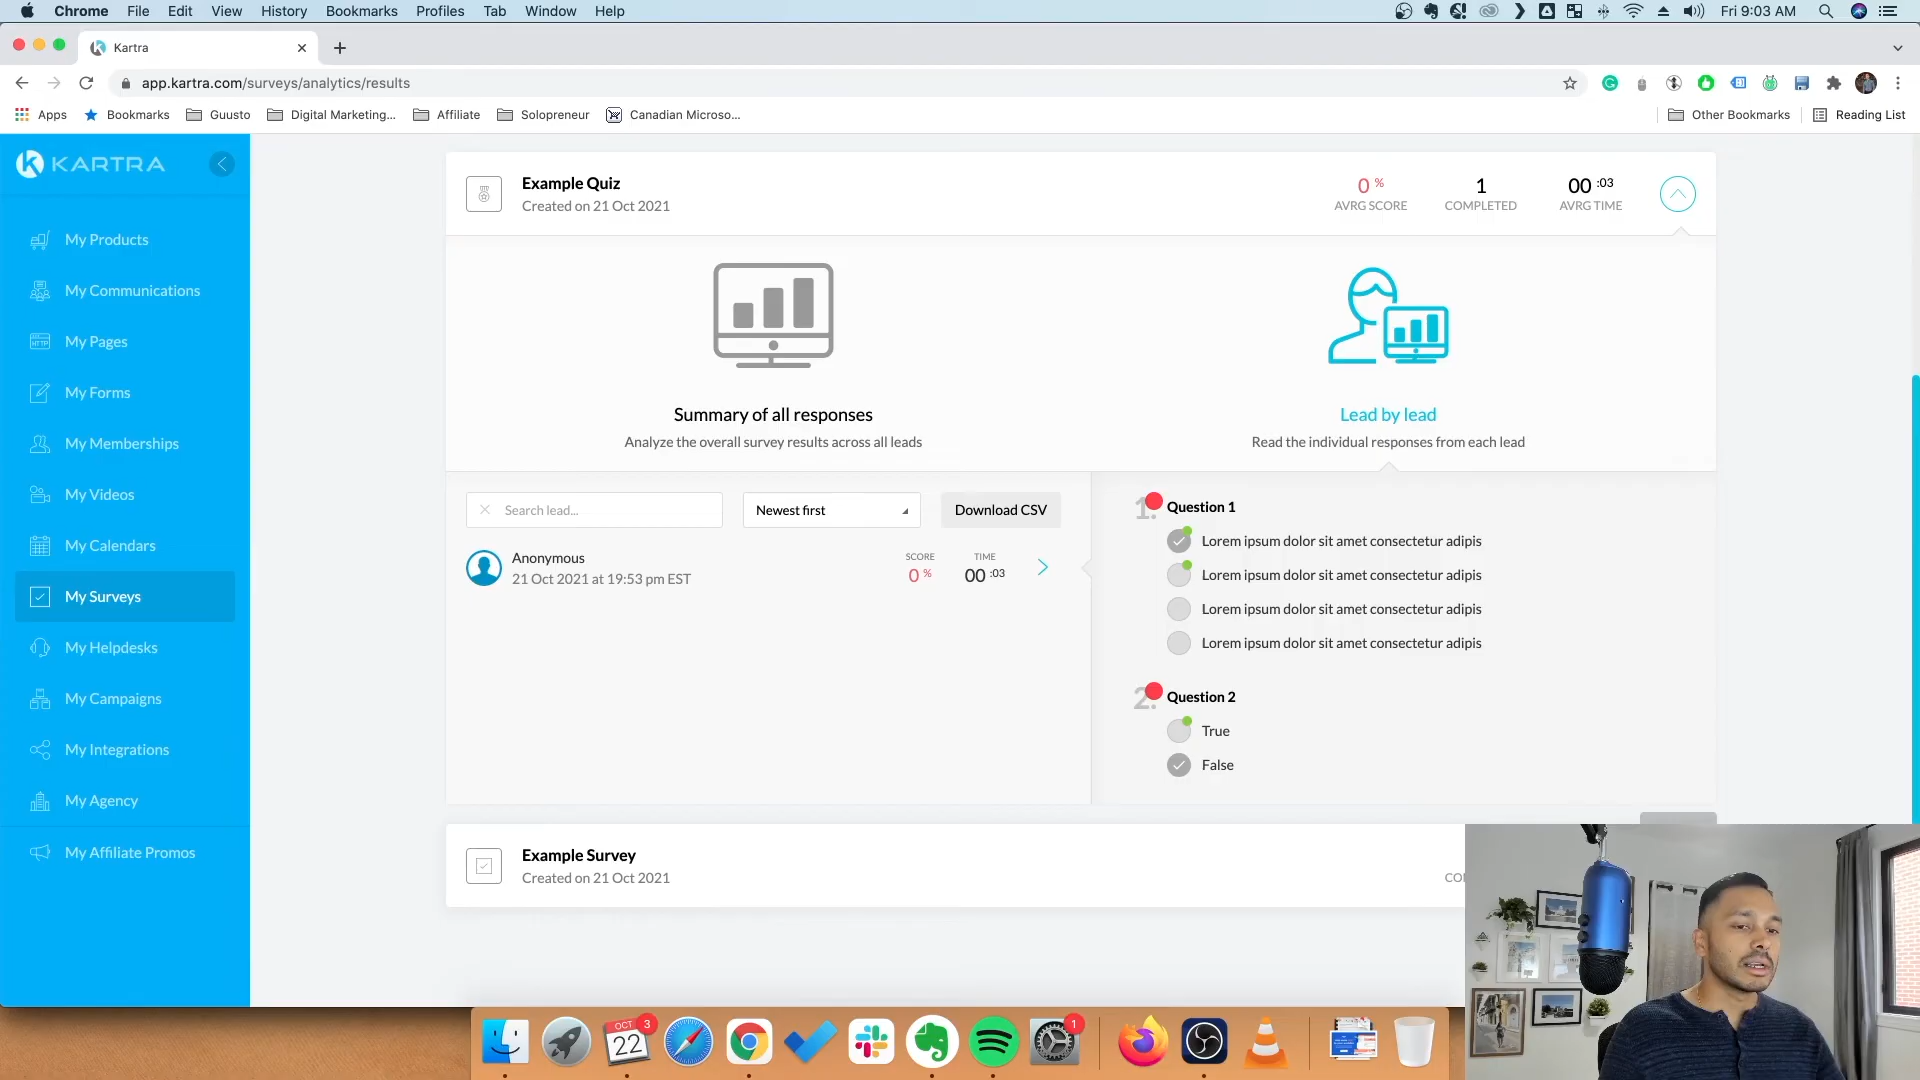 Chrome File Edit View History Bookmarks Profiles Tab Window Help Fri 9:03 AM
Kartra
app.kartra.com/surveys/analytics/results
Apps Bookmarks Guusto Digital Marketing... Affiliate Solopreneur Canadian Microso... Other Bookmarks Reading List
KARTRA
My Products
My Communications
My Pages
My Forms
My Memberships
My Videos
My Calendars
My Surveys
My Helpdesks
My Campaigns
My Integrations
My Agency
My Affiliate Promos
Example Quiz
Created on 21 Oct 2021
0 % AVRG SCORE
1 COMPLETED
00 :03 AVRG TIME
Summary of all responses
Analyze the overall survey results across all leads
Lead by lead
Read the individual responses from each lead
Search lead...
Newest first
Download CSV
Anonymous
21 Oct 2021 at 19:53 pm EST
SCORE
0 %
TIME
00 :03
1. Question 1
Lorem ipsum dolor sit amet consectetur adipis
Lorem ipsum dolor sit amet consectetur adipis
Lorem ipsum dolor sit amet consectetur adipis
Lorem ipsum dolor sit amet consectetur adipis
2. Question 2
True
False
Example Survey
Created on 21 Oct 2021
CO
OCT
22
3
1